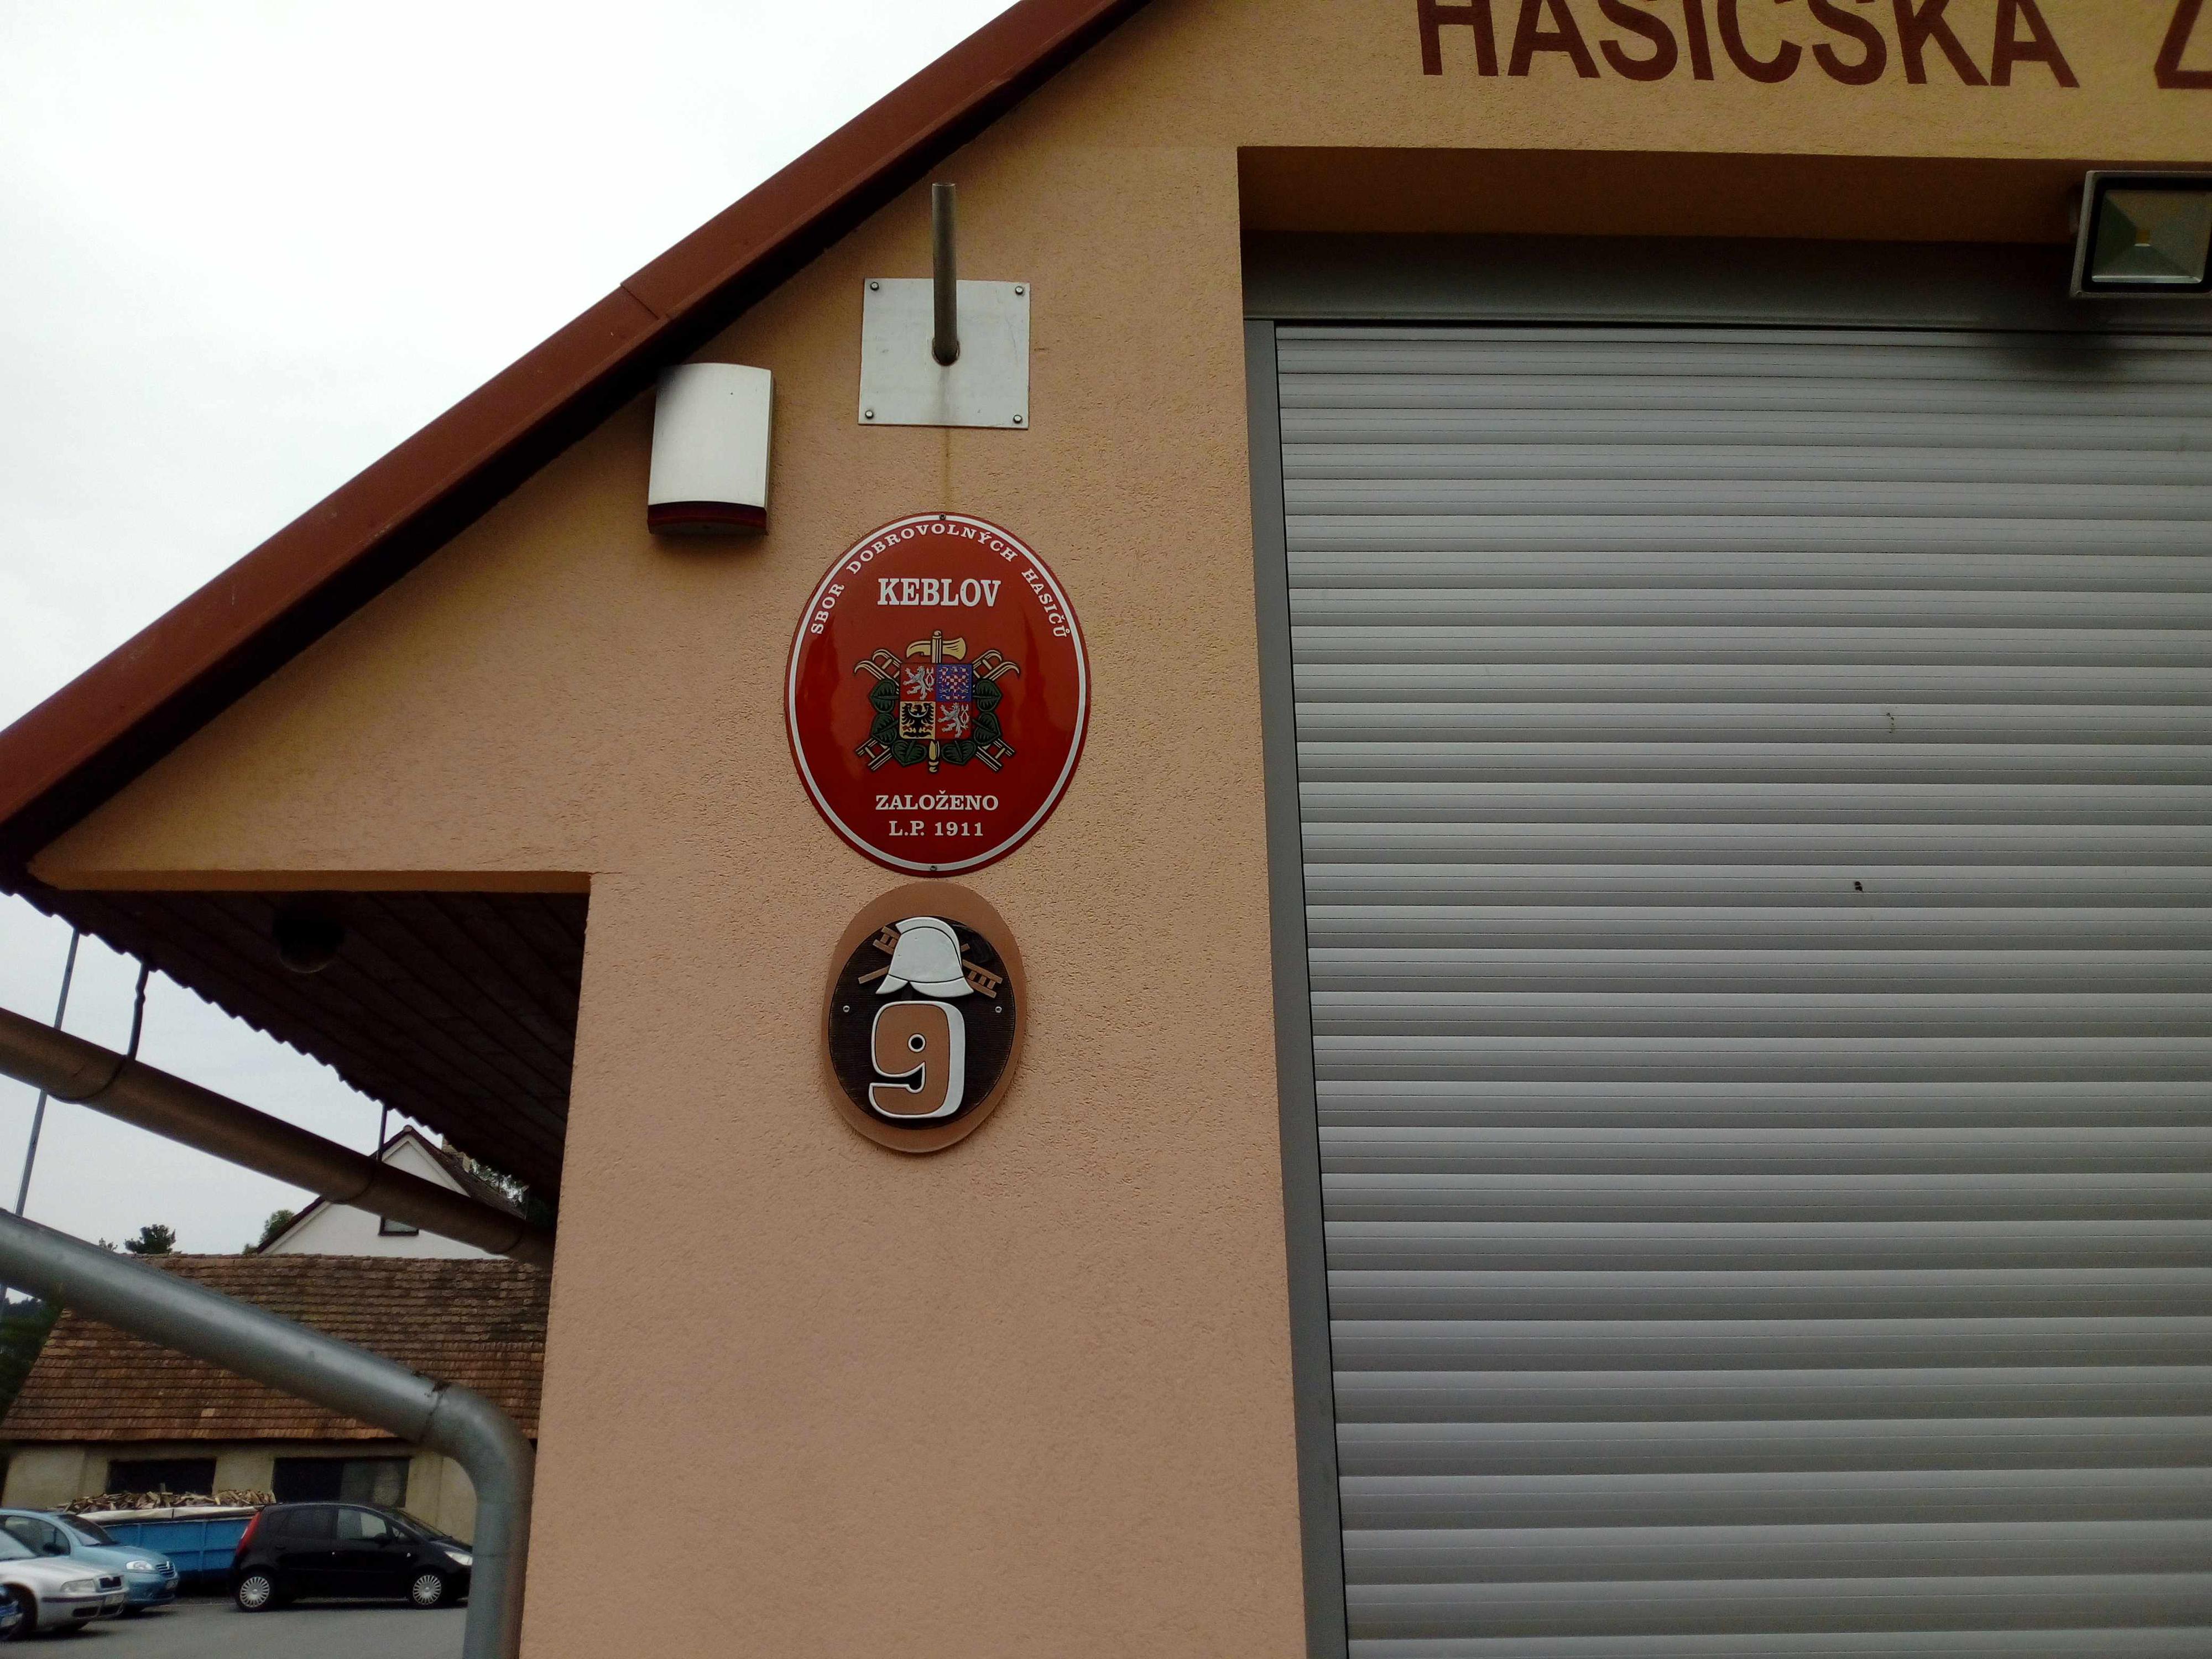 HASIČSKÁ Z
SBOR DOBROVOLNÝCH HASIČŮ
KEBLOV
ZALOŽENO
L.P. 1911
9